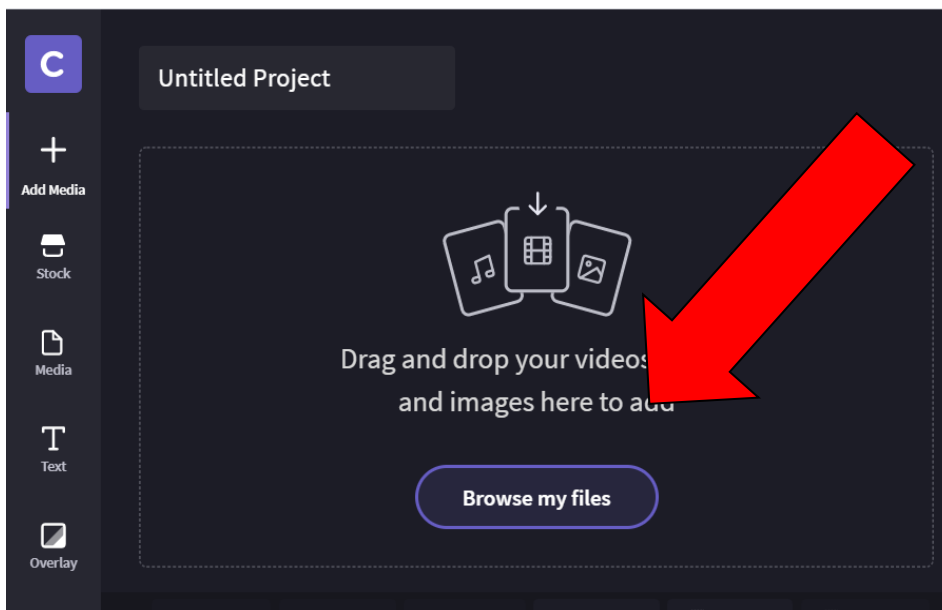 C
Untitled Project
Add Media
Stock
Media
Text
Overlay
Drag and drop your videos
and images here to add
Browse my files